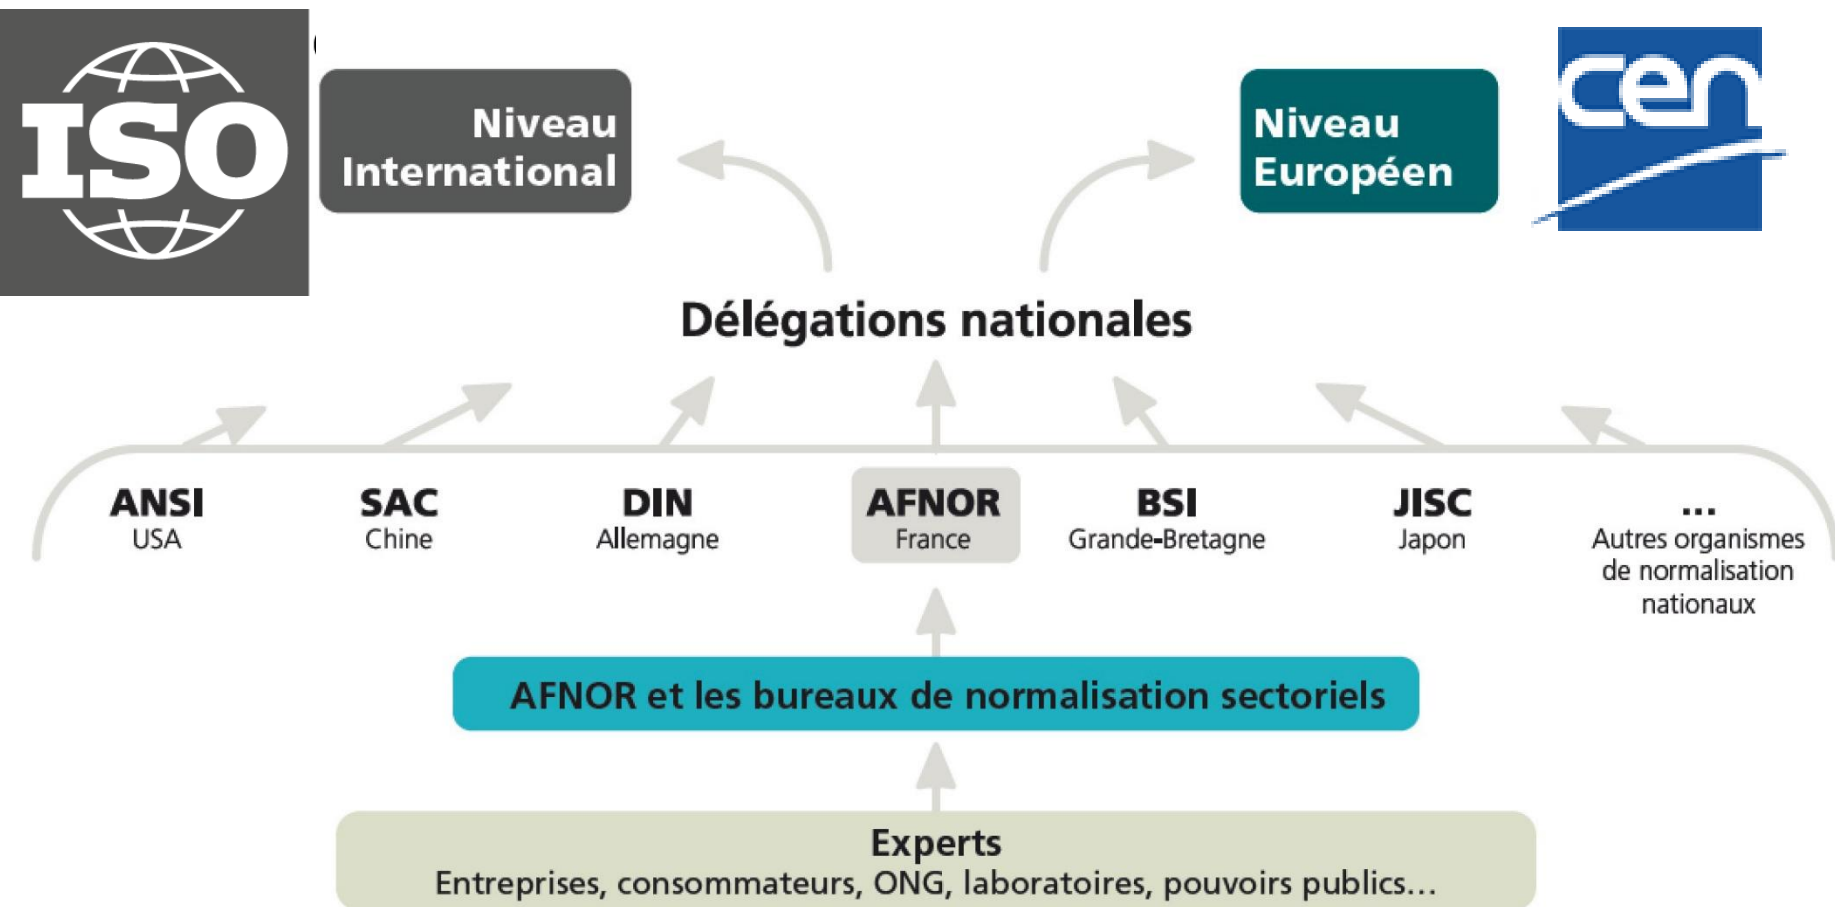 ISO
Niveau
International
Niveau
Européen
cen
Délégations nationales
ANSI
USA
SAC
Chine
DIN
Allemagne
AFNOR
France
BSI
Grande-Bretagne
JISC
Japon
...
Autres organismes
de normalisation
nationaux
AFNOR et les bureaux de normalisation sectoriels
Experts
Entreprises, consommateurs, ONG, laboratoires, pouvoirs publics...